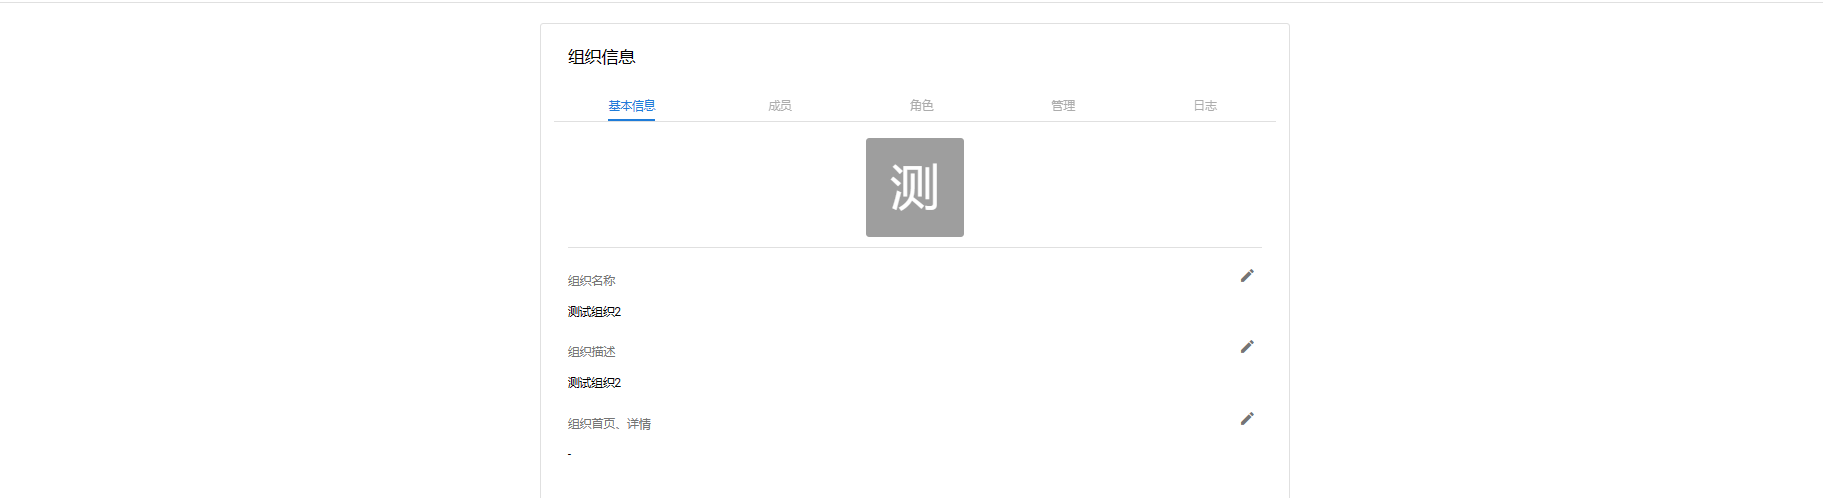 组织信息
基本信息 成员 角色 管理 日志
测
组织名称
测试组织2
组织描述
测试组织2
组织首页、详情
-